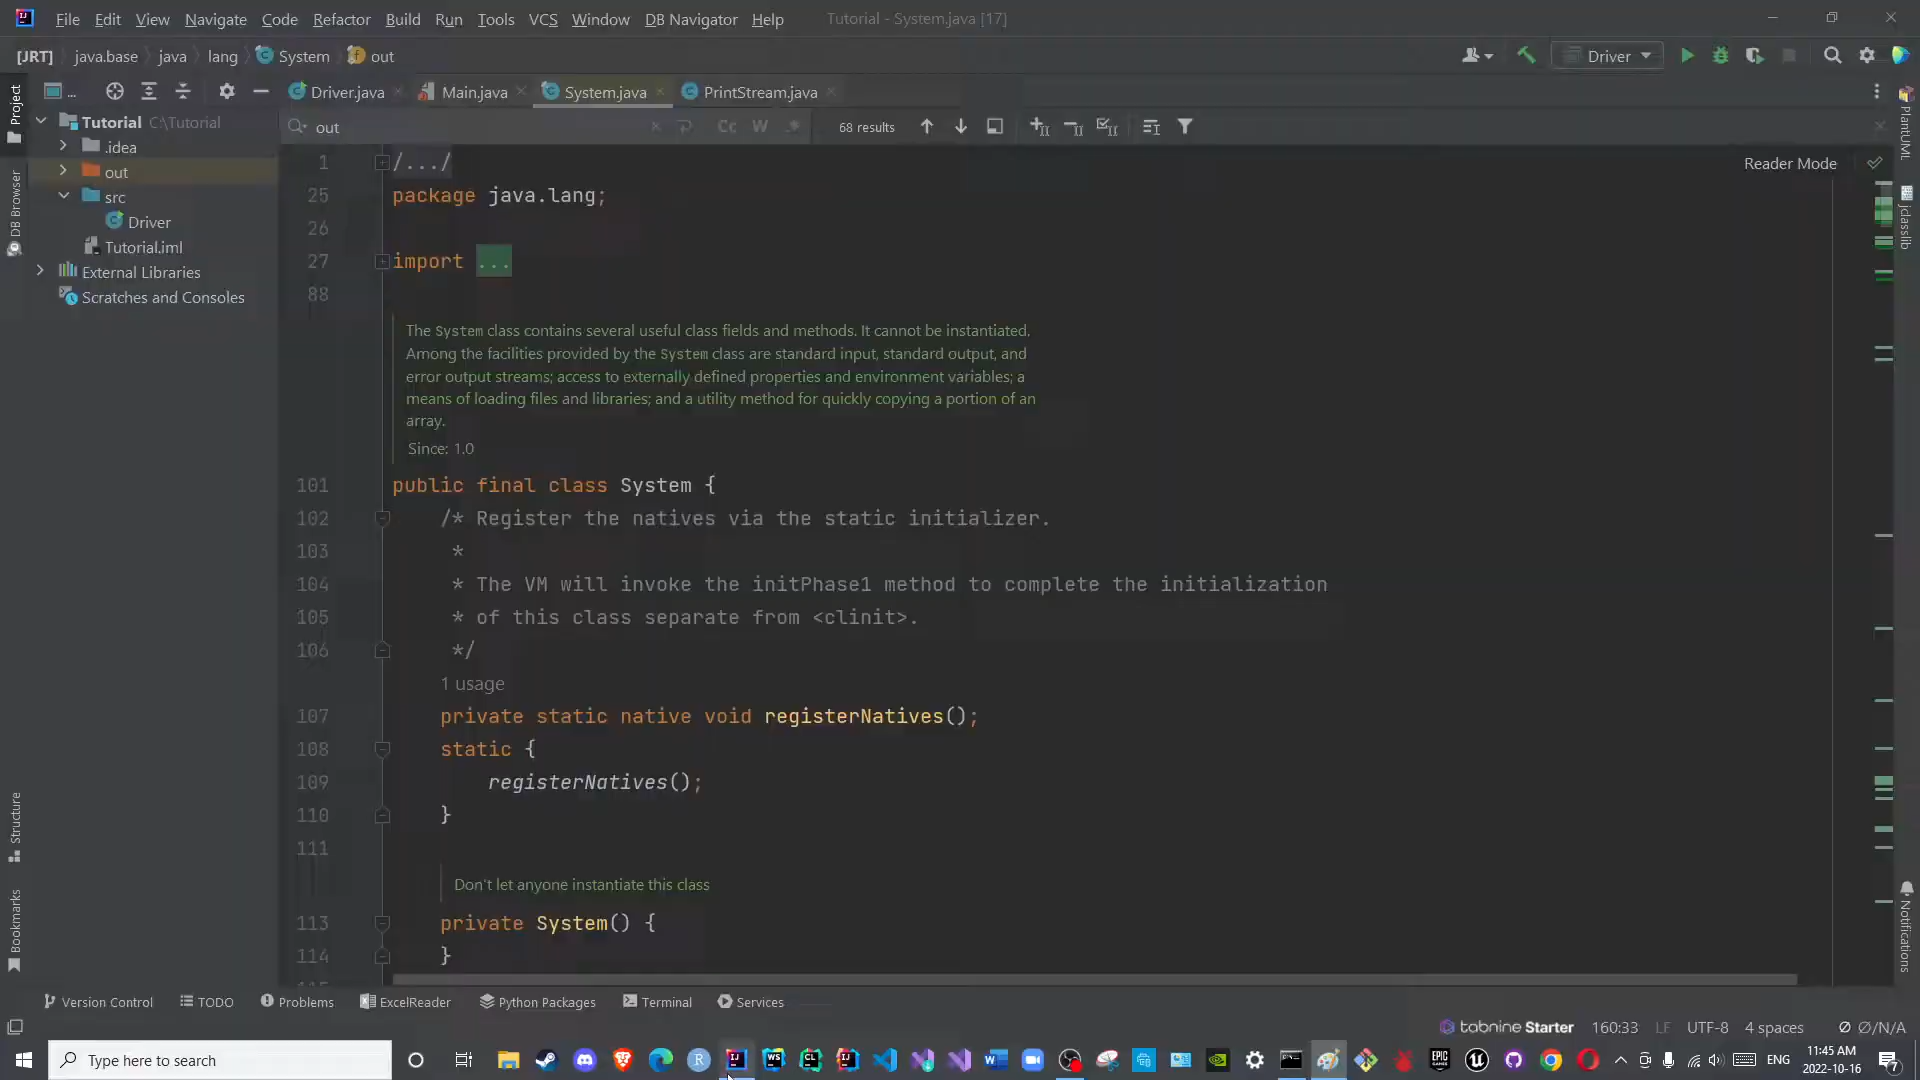 File Edit View Navigate Code Refactor Build Run Tools VCS Window DB Navigator Help Tutorial - System.java [17]
[JRT] java.base java lang System out Driver
... Driver.java Main.java System.java PrintStream.java
Project
Tutorial C:\Tutorial
.idea
out
src
Driver
Tutorial.iml
External Libraries
Scratches and Consoles
DB Browser
Structure
Bookmarks
out Cc W .* 68 results
Reader Mode
1 /.../
25 package java.lang;
26
27 import ...
88
The System class contains several useful class fields and methods. It cannot be instantiated.
Among the facilities provided by the System class are standard input, standard output, and
error output streams; access to externally defined properties and environment variables; a
means of loading files and libraries; and a utility method for quickly copying a portion of an
array.
Since: 1.0
101 public final class System {
102 /* Register the natives via the static initializer.
103 *
104 * The VM will invoke the initPhase1 method to complete the initialization
105 * of this class separate from <clinit>.
106 */
1 usage
107 private static native void registerNatives();
108 static {
109 registerNatives();
110 }
111
Don't let anyone instantiate this class
113 private System() {
114 }
PlantUML
jclasslib
Notifications
Version Control TODO Problems ExcelReader Python Packages Terminal Services
tabnine Starter 160:33 LF UTF-8 4 spaces Ø/N/A
Type here to search
ENG
11:45 AM
2022-10-16
7